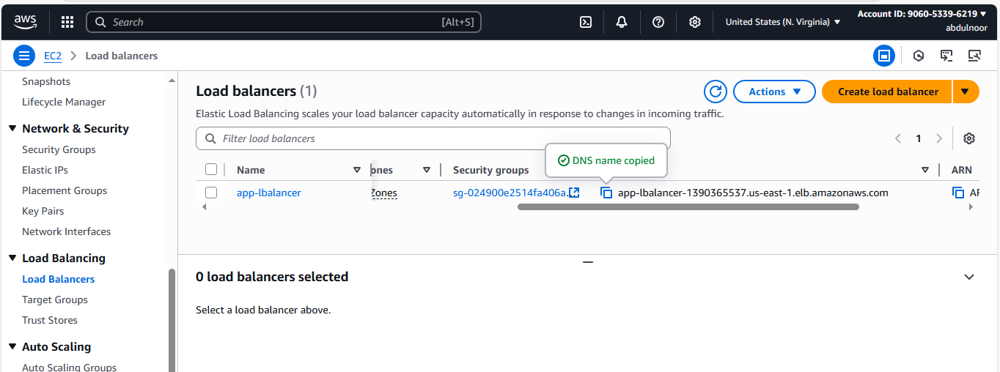 aws
Search
[Alt+S]
United States (N. Virginia)
Account ID: 9060-5339-6219
abdulnoor
EC2
Load balancers
Snapshots
Lifecycle Manager
Network & Security
Security Groups
Elastic IPs
Placement Groups
Key Pairs
Network Interfaces
Load Balancing
Load Balancers
Target Groups
Trust Stores
Auto Scaling
Auto Scaling Groups
Load balancers (1)
Actions
Create load balancer
Elastic Load Balancing scales your load balancer capacity automatically in response to changes in incoming traffic.
Filter load balancers
1
DNS name copied
Name
ones
Security groups
ARN
app-lbalancer
Zones
sg-024900e2514fa406a
app-lbalancer-1390365537.us-east-1.elb.amazonaws.com
AR
0 load balancers selected
Select a load balancer above.